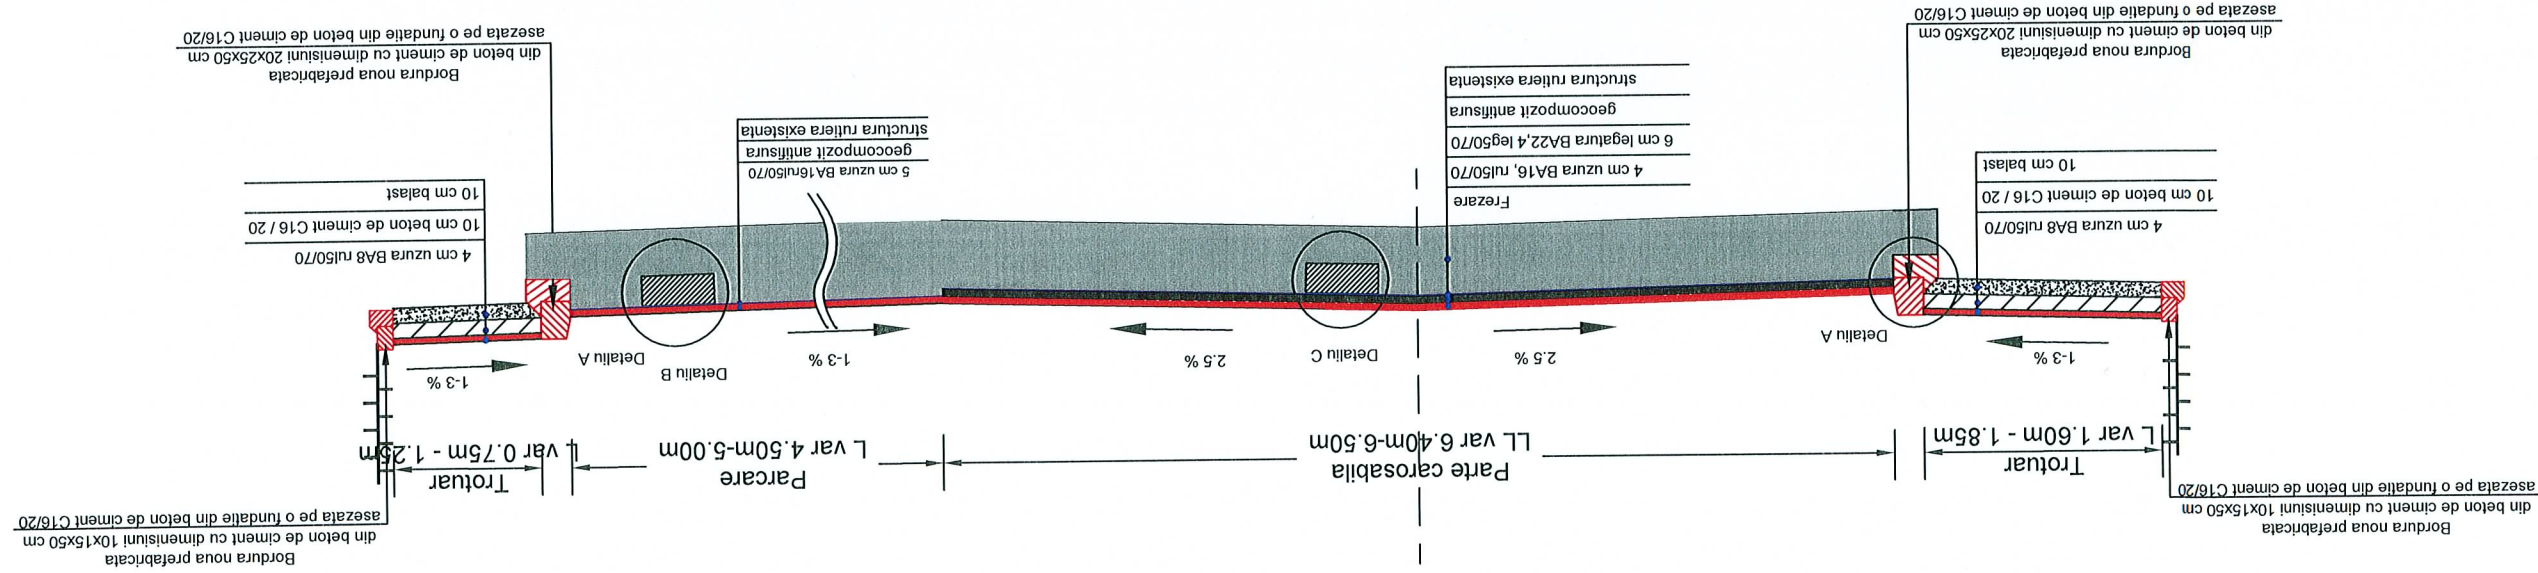 Bordura noua prefabricata
din beton de ciment cu dimensiuni 10x15x50 cm
asezata pe o fundatie din beton de ciment C16/20
Bordura noua prefabricata
din beton de ciment cu dimenisiuni 10x15x50 cm
asezata pe o fundatie din beton de ciment C16/20
Trotuar
L var 1.60m - 1.85m
Parte carosabila
LL var 6.40m-6.50m
Parcare
L var 4.50m-5.00m
Trotuar
L var 0.75m - 1.25m
1-3 %
Detaliu A
2.5 %
Detaliu C
2.5 %
1-3 %
Detaliu B
Detaliu A
1-3 %
4 cm uzura BA8 rul50/70
10 cm beton de ciment C16 / 20
10 cm balast
Frezare
4 cm uzura BA16, rul50/70
6 cm legatura BA22,4 leg50/70
geocompozit antifisura
structura rutiera existenta
5 cm uzura BA16rul50/70
geocompozit antifisura
structura rutiera existenta
4 cm uzura BA8 rul50/70
10 cm beton de ciment C16 / 20
10 cm balast
Bordura noua prefabricata
din beton de ciment cu dimenisiuni 20x25x50 cm
asezata pe o fundatie din beton de ciment C16/20
Bordura noua prefabricata
din beton de ciment cu dimenisiuni 20x25x50 cm
asezata pe o fundatie din beton de ciment C16/20